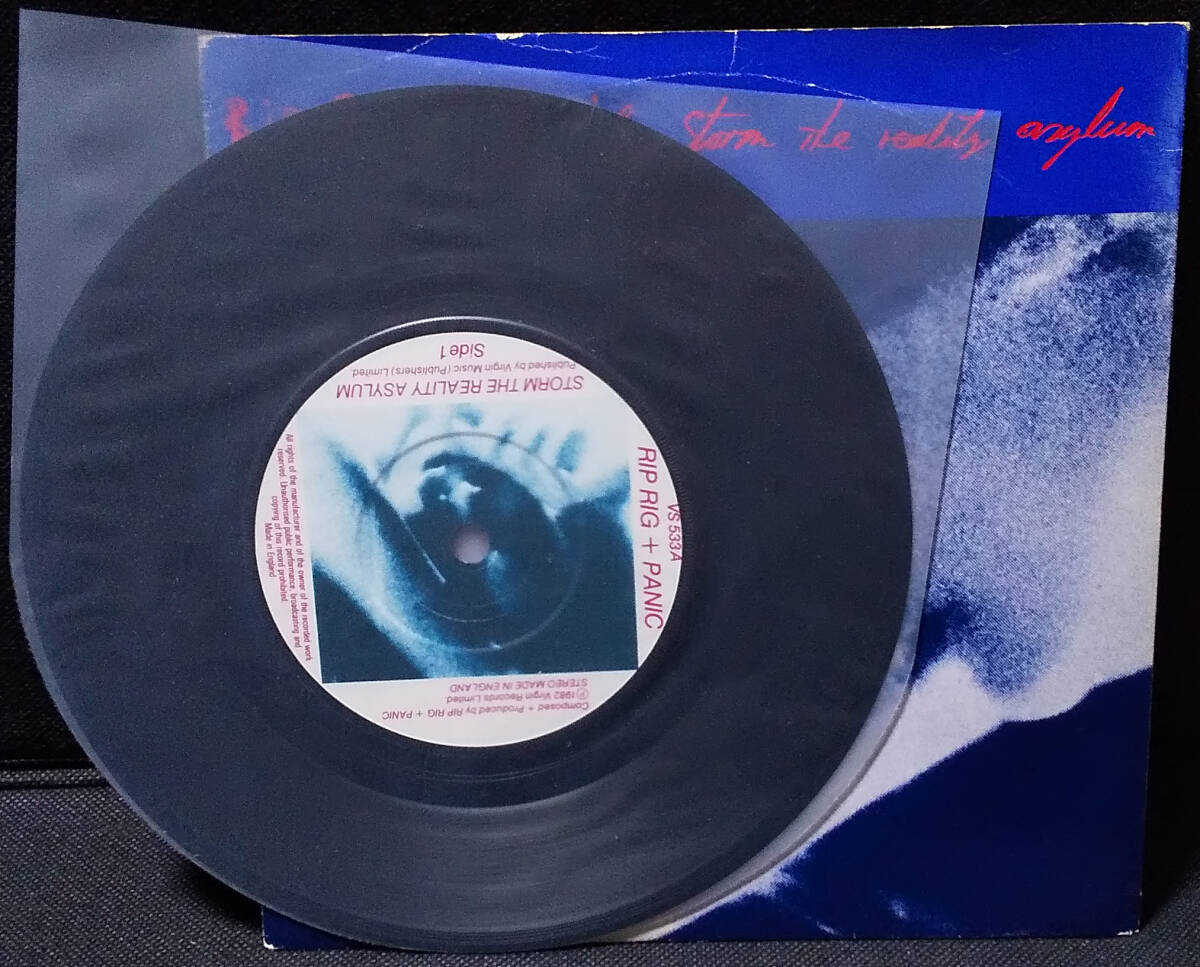 Storm the reality asylum
Side 1
Published by Virgin Music (Publishers) Limited.
STORM THE REALITY ASYLUM
VS 533A
RIP RIG + PANIC
All rights of the manufacturer and of the owner of the recorded work
reserved. Unauthorised public performance, broadcasting and
copying of this record prohibited.
Made in England
Composed + Produced by RIP RIG + PANIC
℗1982 Virgin Records Limited.
STEREO MADE IN ENGLAND